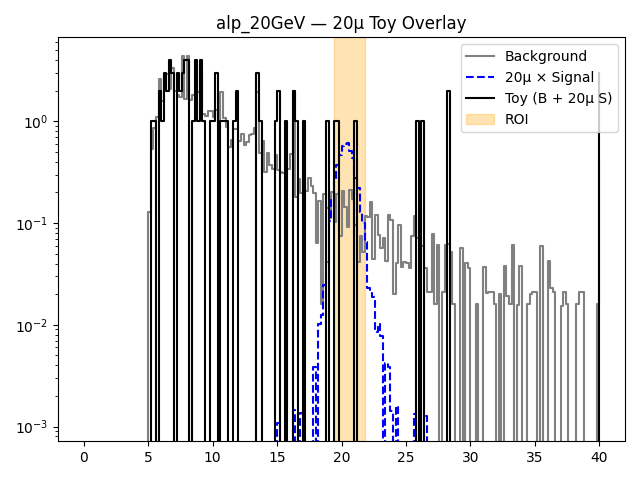 alp_20GeV — 20μ Toy Overlay
Background
20μ × Signal
Toy (B + 20μ S)
ROI
10⁰
10⁻¹
10⁻²
10⁻³
0 5 10 15 20 25 30 35 40